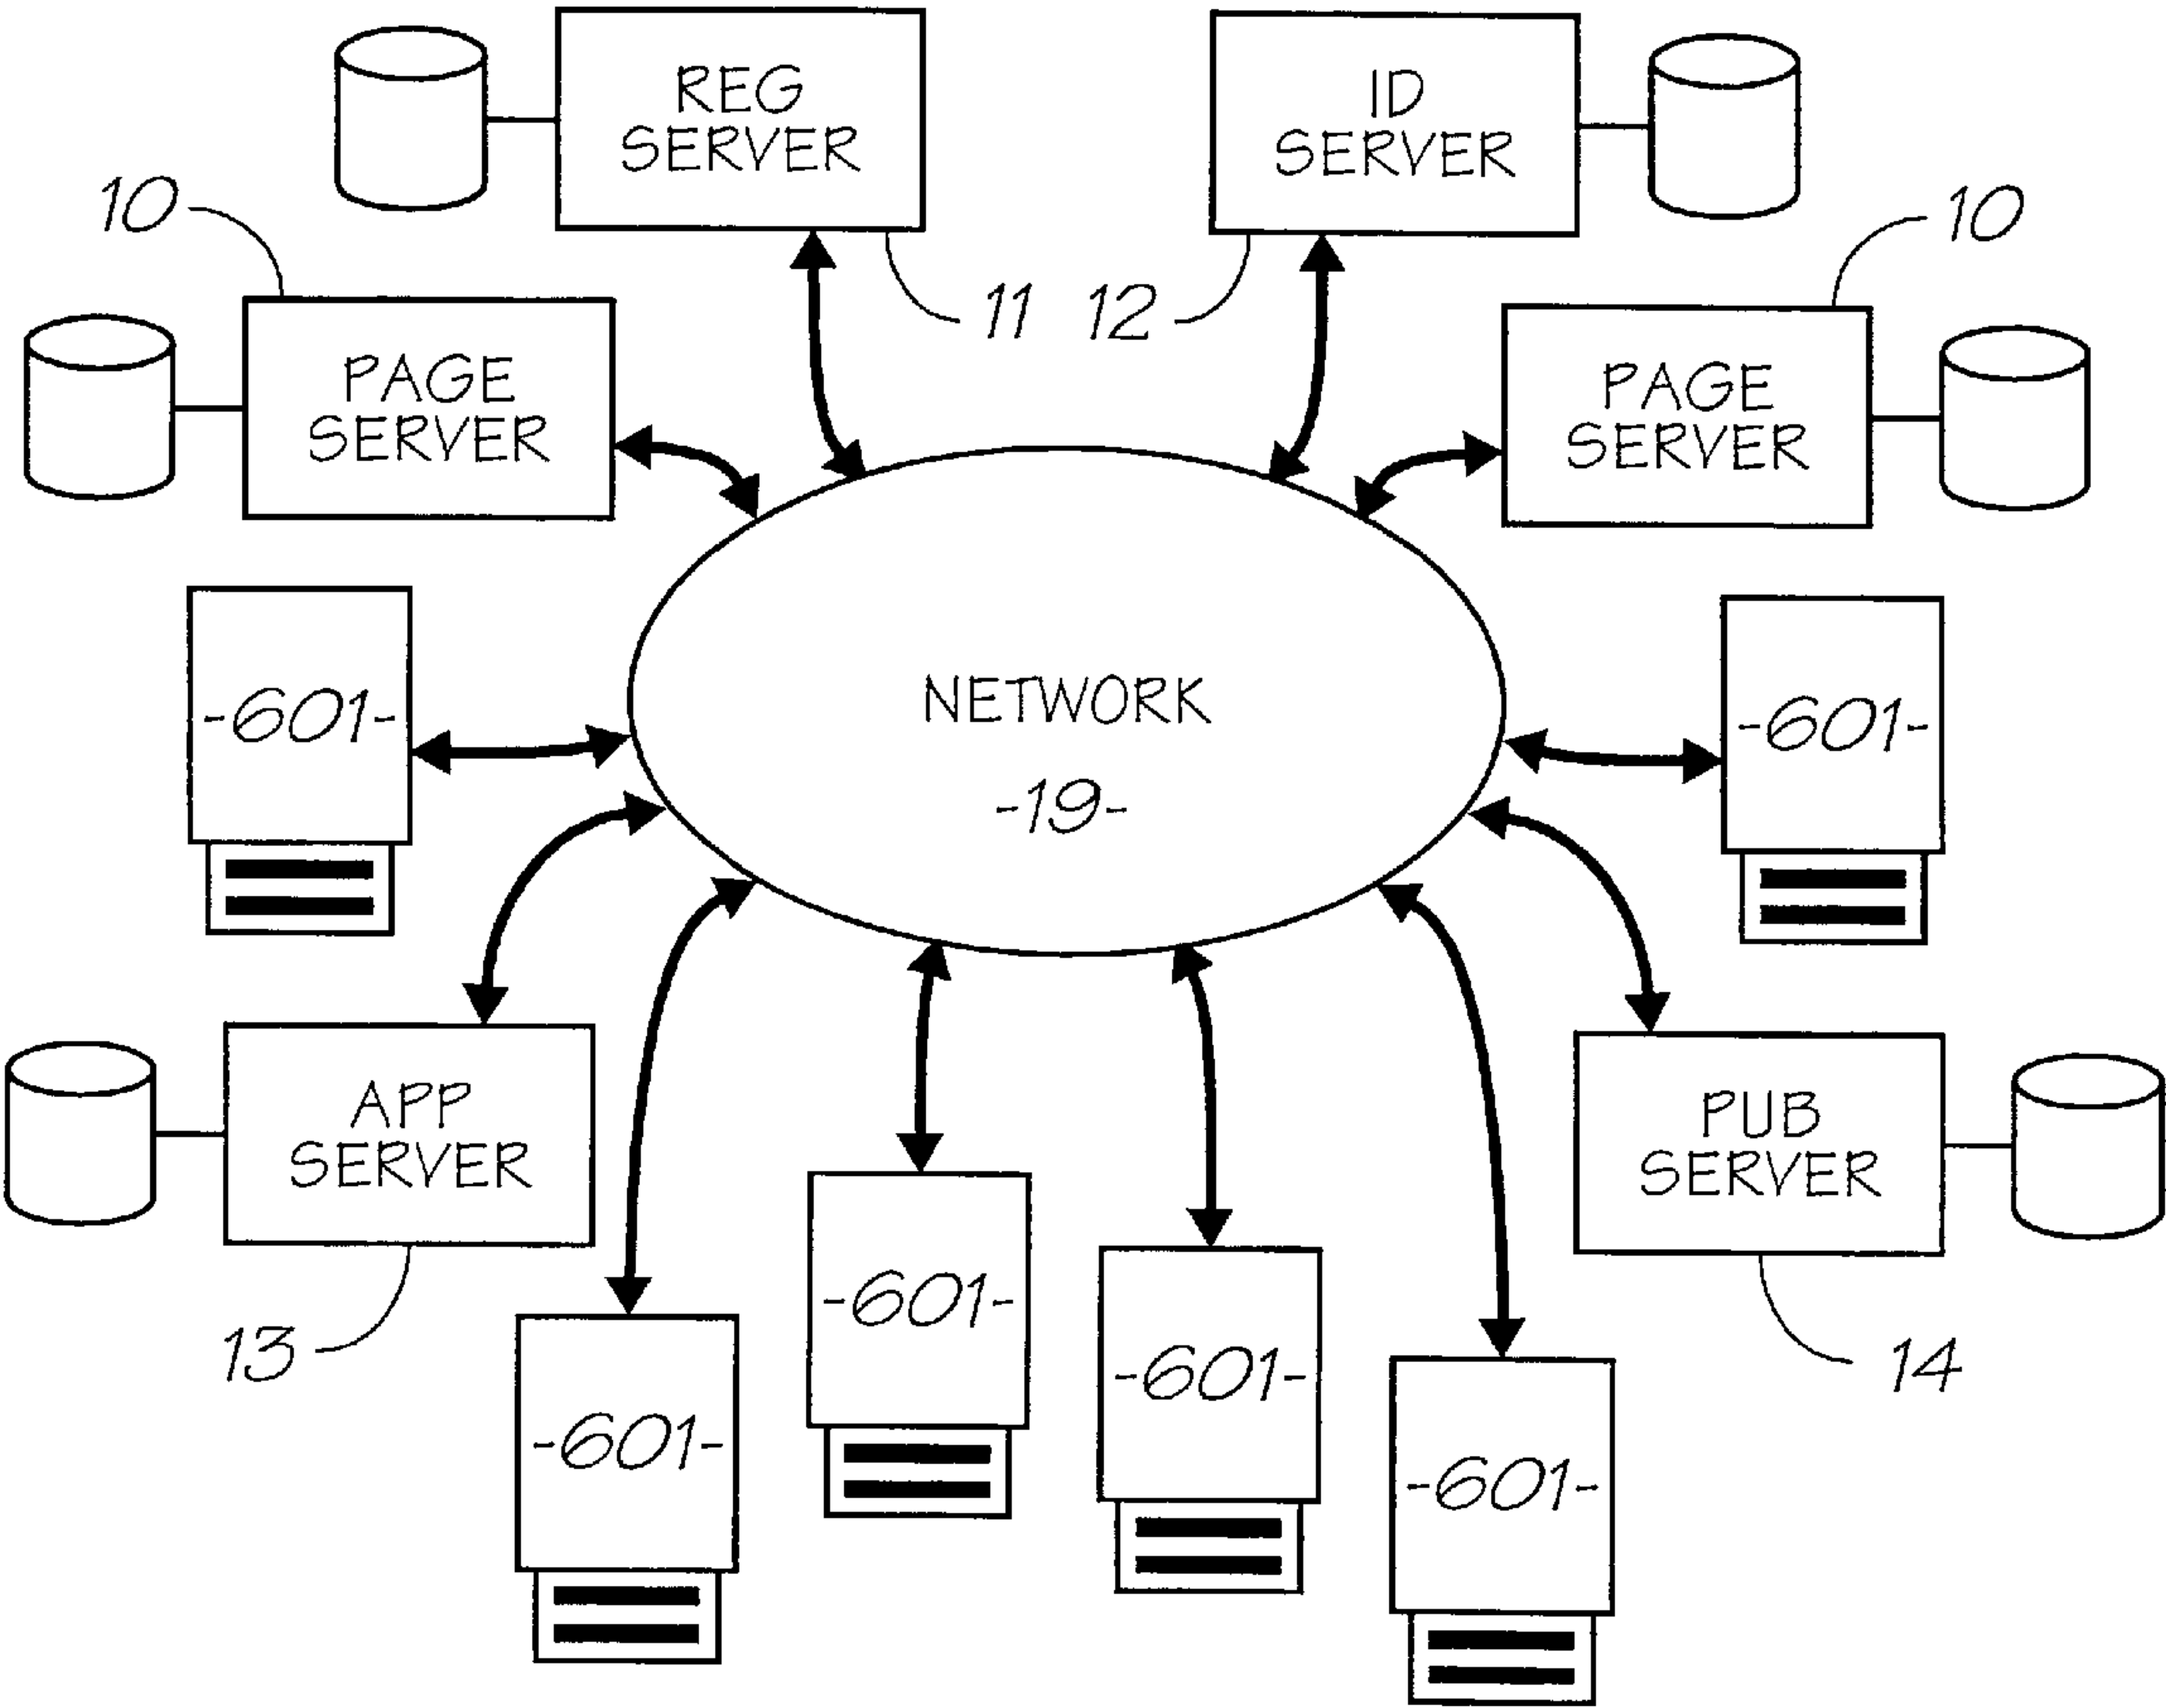 REG
SERVER
ID
SERVER
10
10
11
12
PAGE
SERVER
PAGE
SERVER
-601-
NETWORK
-19-
-601-
APP
SERVER
PUB
SERVER
13
-601-
-601-
-601-
-601-
14